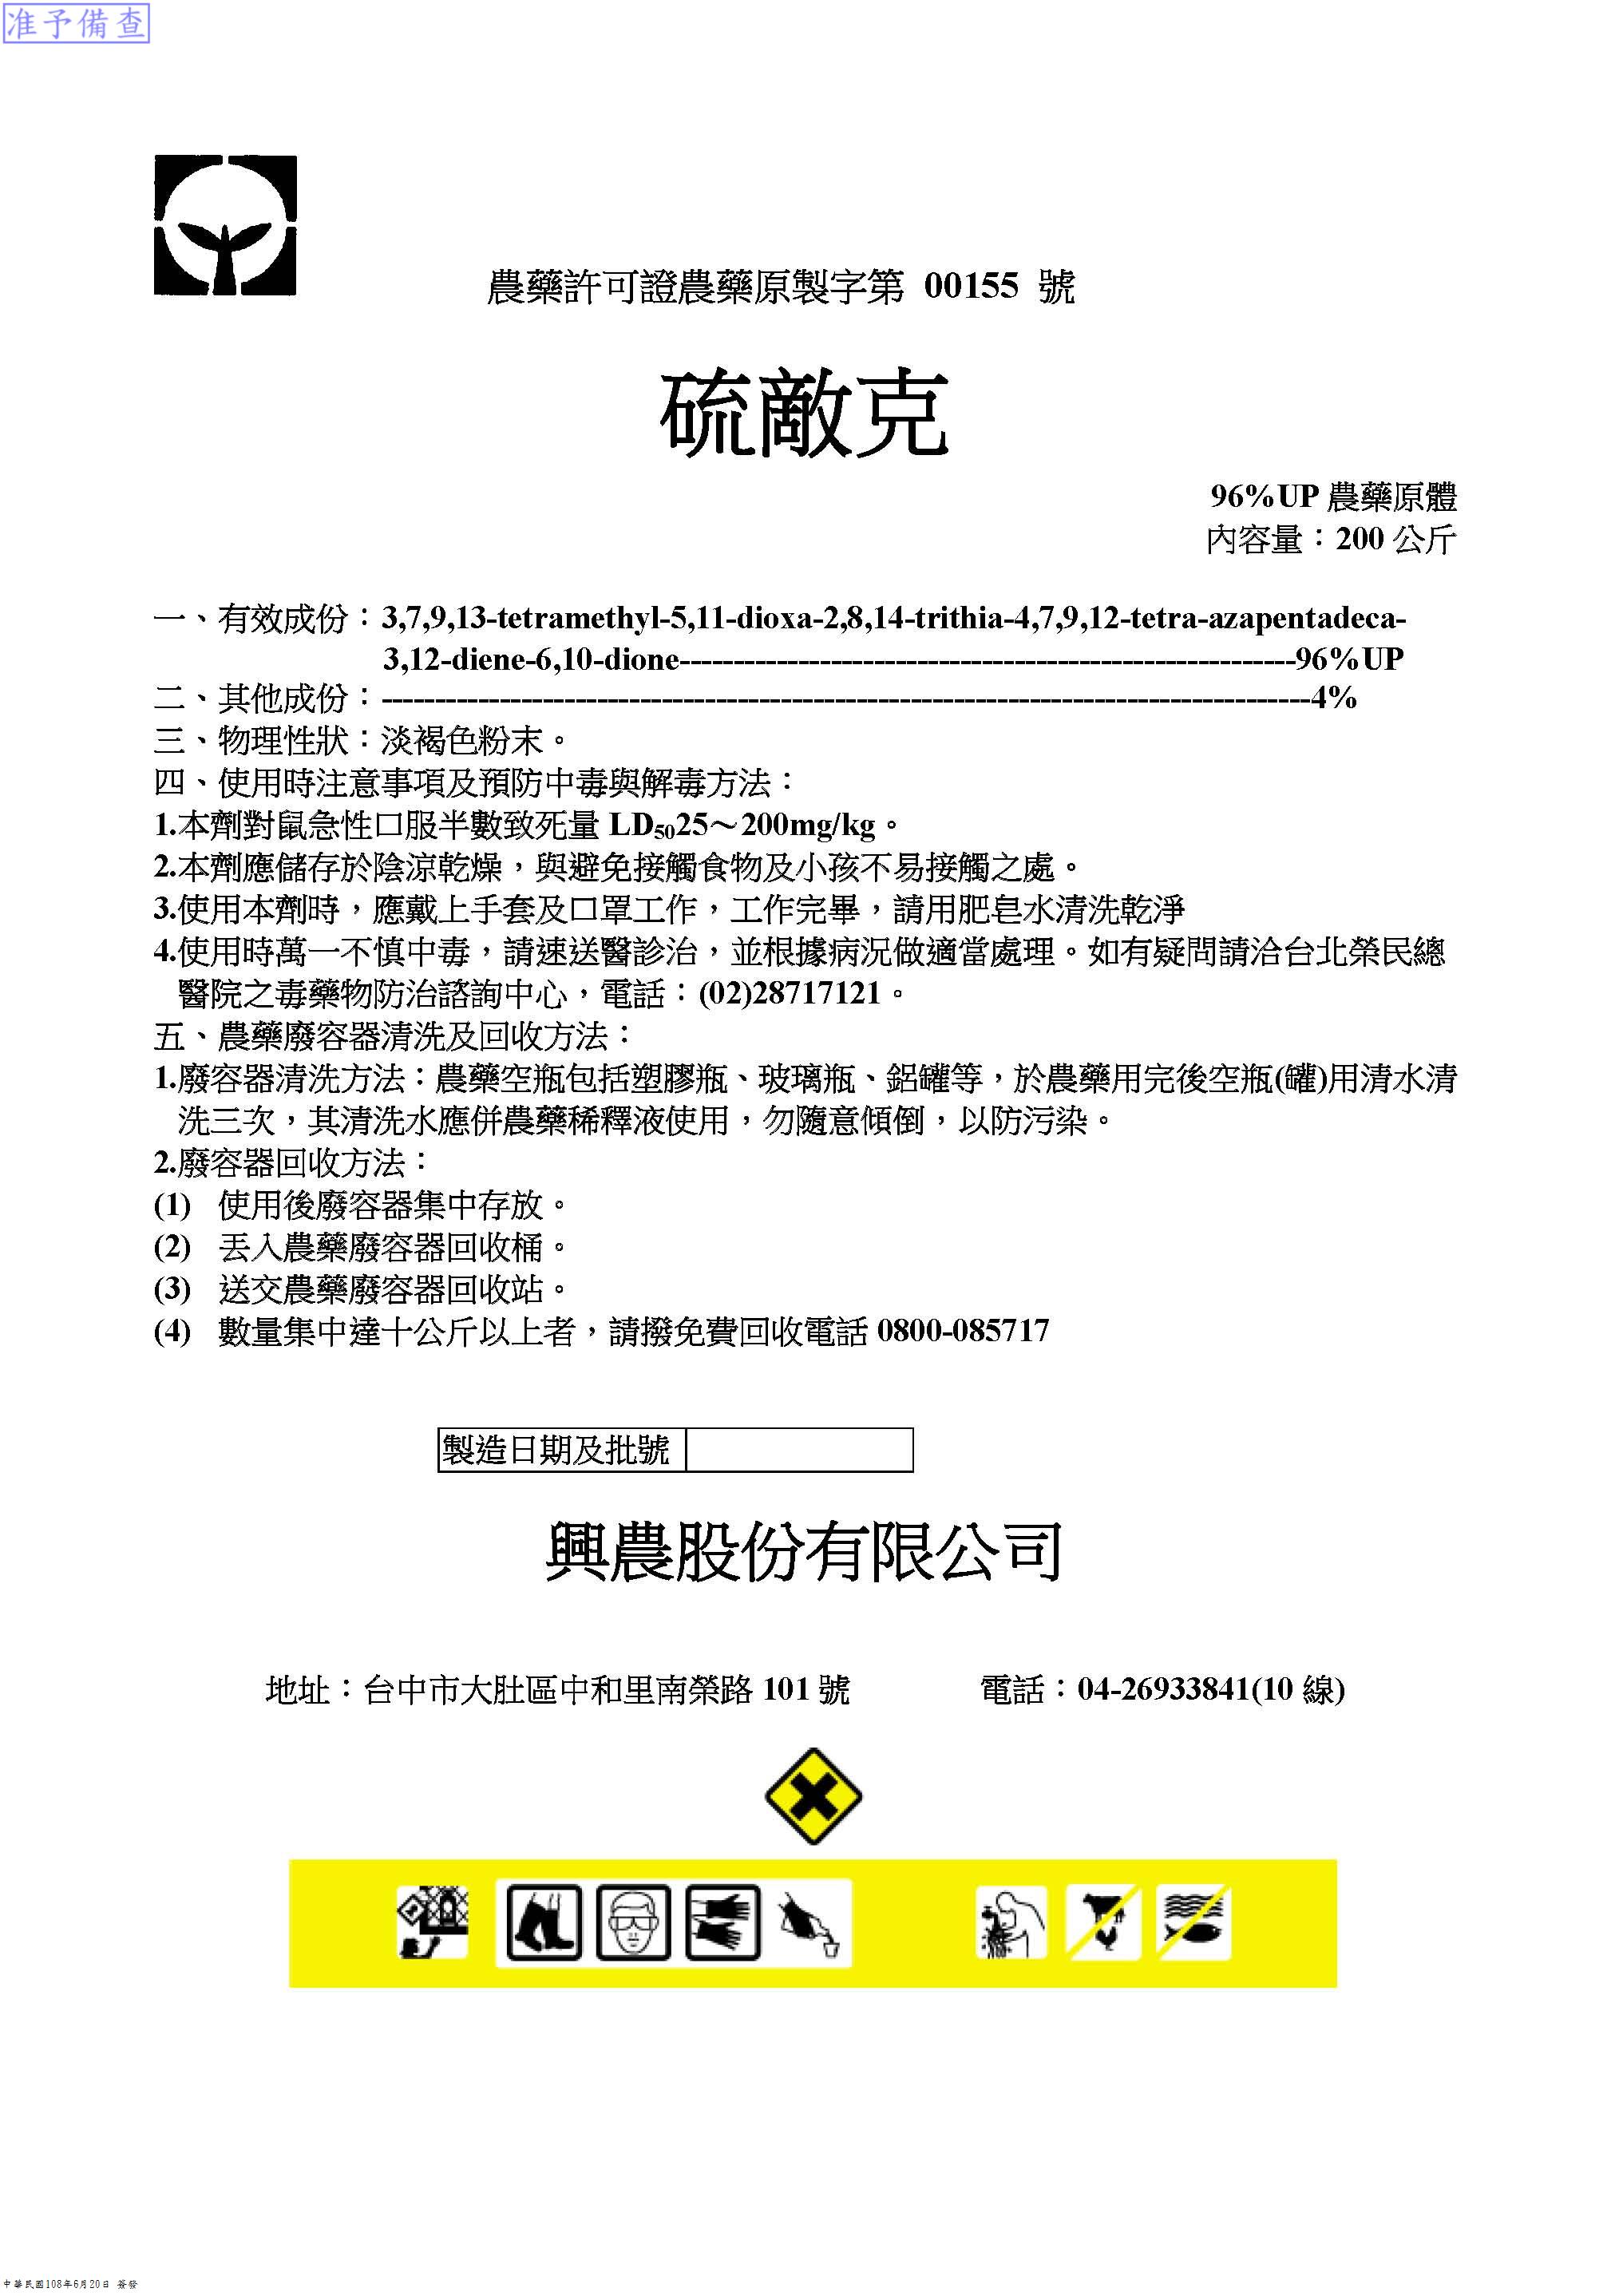 准予備查
農藥許可證農藥原製字第 00155 號
硫敵克
96%UP 農藥原體
內容量：200 公斤
一、有效成份：3,7,9,13-tetramethyl-5,11-dioxa-2,8,14-trithia-4,7,9,12-tetra-azapentadeca-
3,12-diene-6,10-dione---------------------------------------------------------96%UP
二、其他成份：--------------------------------------------------------------------------------------4%
三、物理性狀：淡褐色粉末。
四、使用時注意事項及預防中毒與解毒方法：
1.本劑對鼠急性口服半數致死量 LD₅₀25～200mg/kg。
2.本劑應儲存於陰涼乾燥，與避免接觸食物及小孩不易接觸之處。
3.使用本劑時，應戴上手套及口罩工作，工作完畢，請用肥皂水清洗乾淨
4.使用時萬一不慎中毒，請速送醫診治，並根據病況做適當處理。如有疑問請洽台北榮民總
醫院之毒藥物防治諮詢中心，電話：(02)28717121。
五、農藥廢容器清洗及回收方法：
1.廢容器清洗方法：農藥空瓶包括塑膠瓶、玻璃瓶、鋁罐等，於農藥用完後空瓶(罐)用清水清
洗三次，其清洗水應併農藥稀釋液使用，勿隨意傾倒，以防污染。
2.廢容器回收方法：
(1) 使用後廢容器集中存放。
(2) 丟入農藥廢容器回收桶。
(3) 送交農藥廢容器回收站。
(4) 數量集中達十公斤以上者，請撥免費回收電話 0800-085717
製造日期及批號
興農股份有限公司
地址：台中市大肚區中和里南榮路 101 號 電話：04-26933841(10 線)
中華民國108年6月20日 簽發